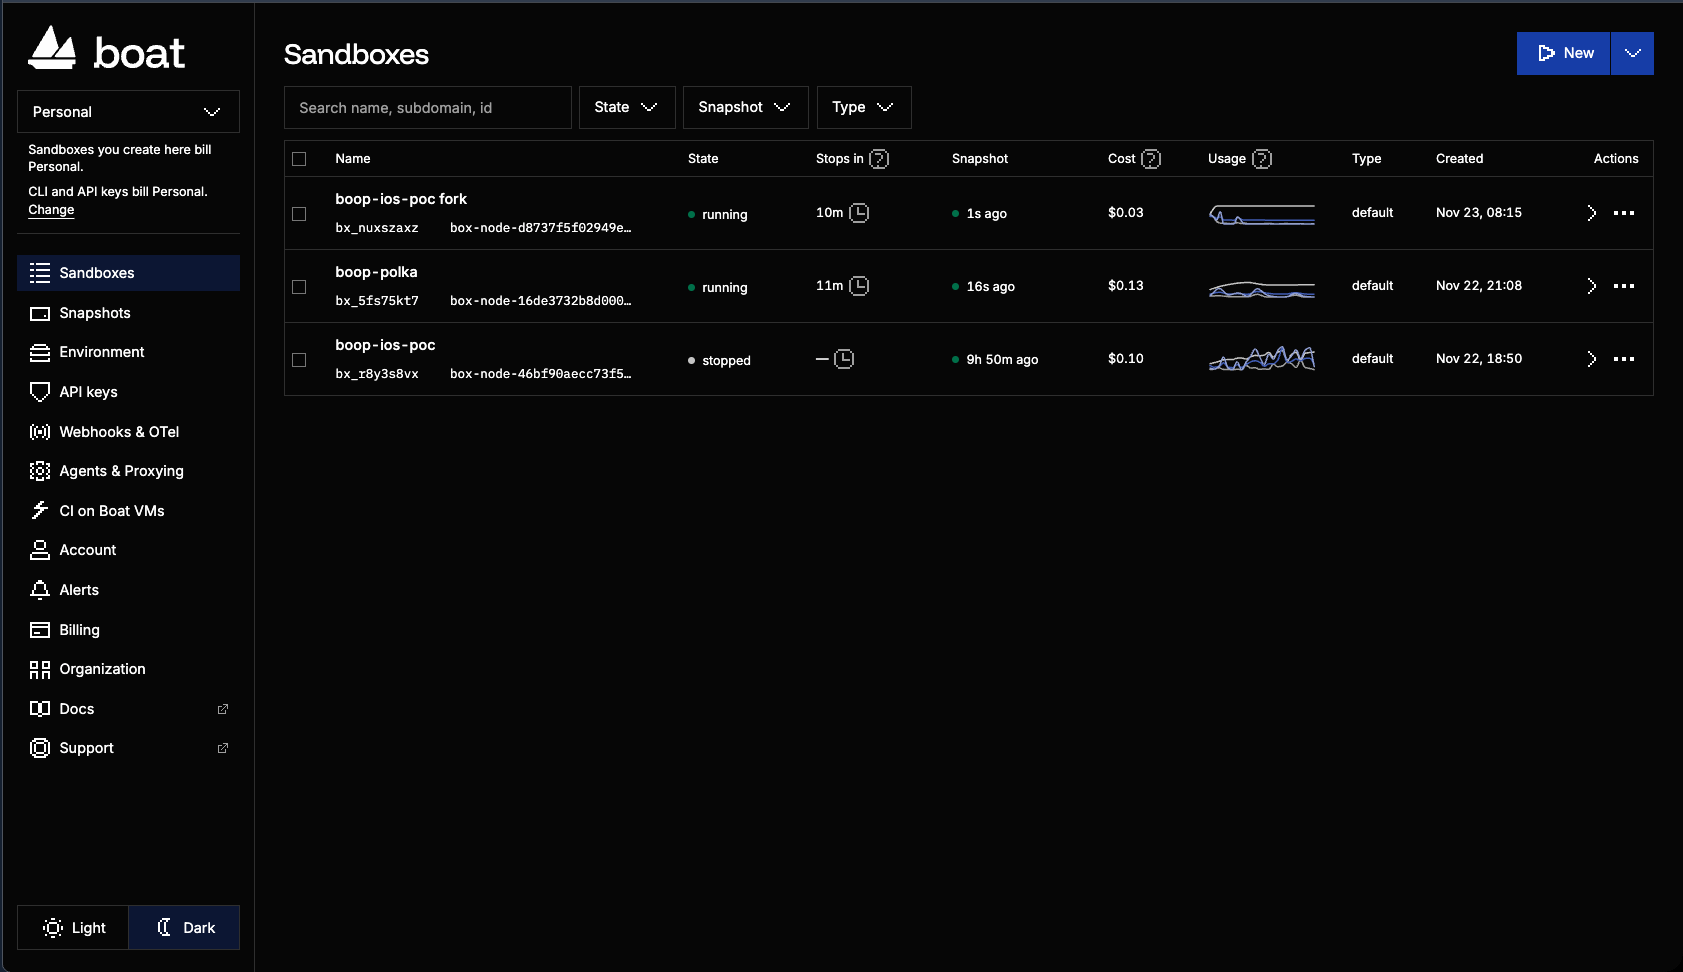 boat
Personal
Sandboxes you create here bill
Personal.
CLI and API keys bill Personal.
Change
Sandboxes
Snapshots
Environment
API keys
Webhooks & OTel
Agents & Proxying
CI on Boat VMs
Account
Alerts
Billing
Organization
Docs
Support
Light Dark
Sandboxes
New
Search name, subdomain, id State Snapshot Type
Name State Stops in Snapshot Cost Usage Type Created Actions
boop-ios-poc fork
bx_nuxszaxz box-node-d8737f5f02949e…
running 10m 1s ago $0.03 default Nov 23, 08:15
boop-polka
bx_5fs75kt7 box-node-16de3732b8d000…
running 11m 16s ago $0.13 default Nov 22, 21:08
boop-ios-poc
bx_r8y3s8vx box-node-46bf90aecc73f5…
stopped — 9h 50m ago $0.10 default Nov 22, 18:50